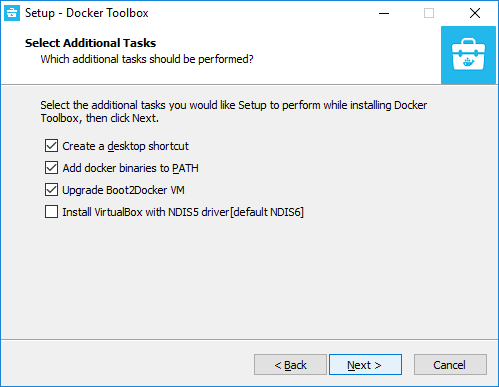 Setup - Docker Toolbox
Select Additional Tasks
Which additional tasks should be performed?
Select the additional tasks you would like Setup to perform while installing Docker
Toolbox, then click Next.
Create a desktop shortcut
Add docker binaries to PATH
Upgrade Boot2Docker VM
Install VirtualBox with NDIS5 driver[default NDIS6]
< Back
Next >
Cancel